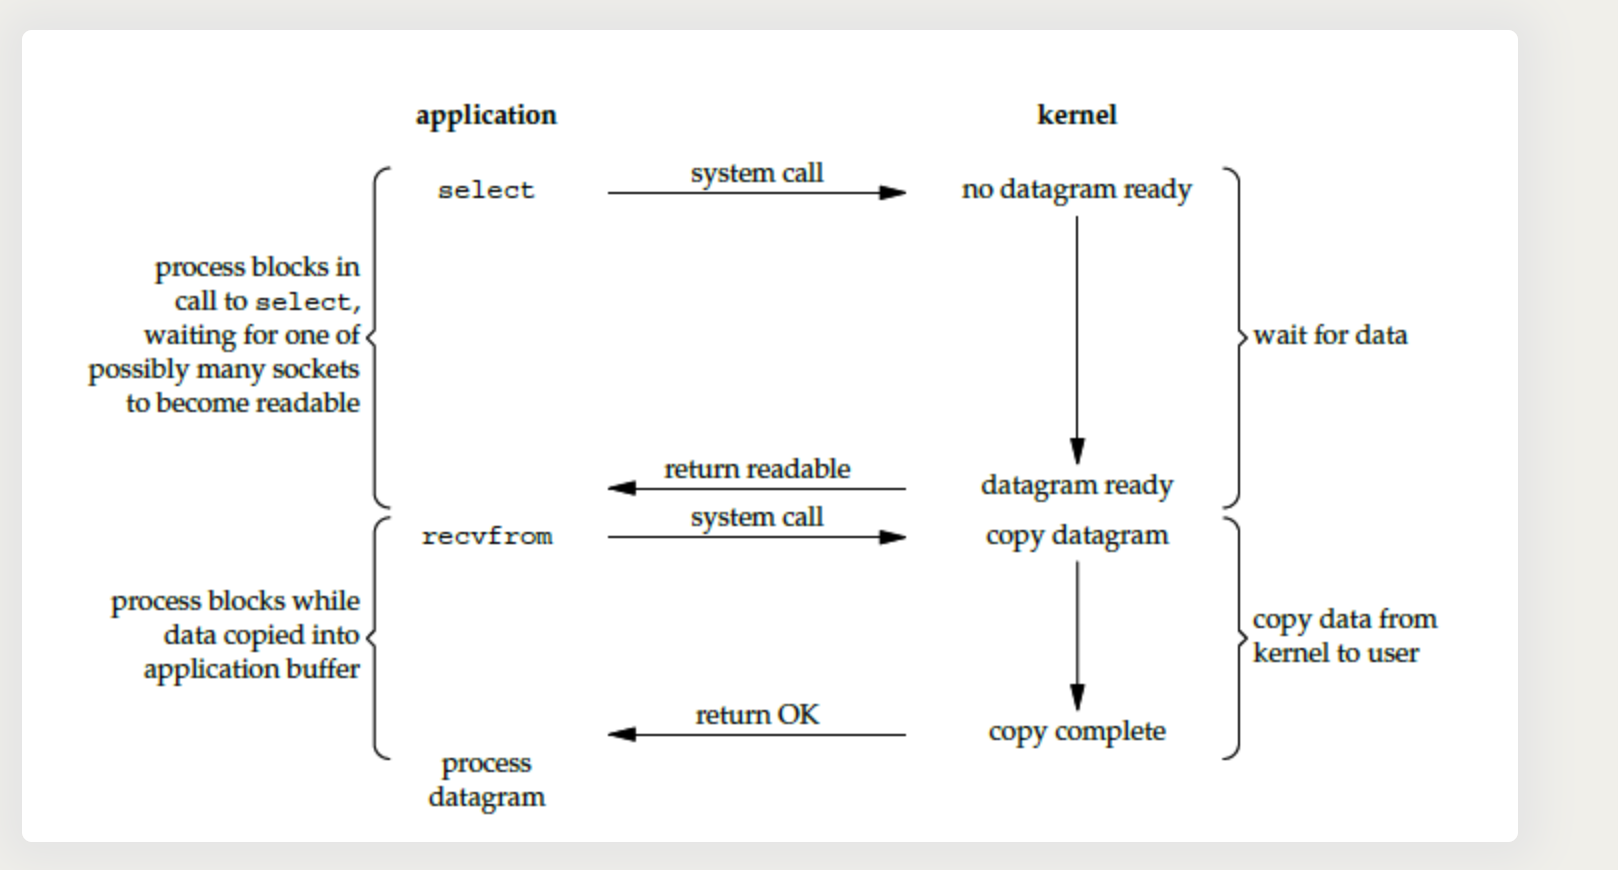 application
kernel
select
system call
no datagram ready
process blocks in
call to select,
waiting for one of
possibly many sockets
to become readable
wait for data
return readable
datagram ready
recvfrom
system call
copy datagram
process blocks while
data copied into
application buffer
copy data from
kernel to user
return OK
copy complete
process
datagram